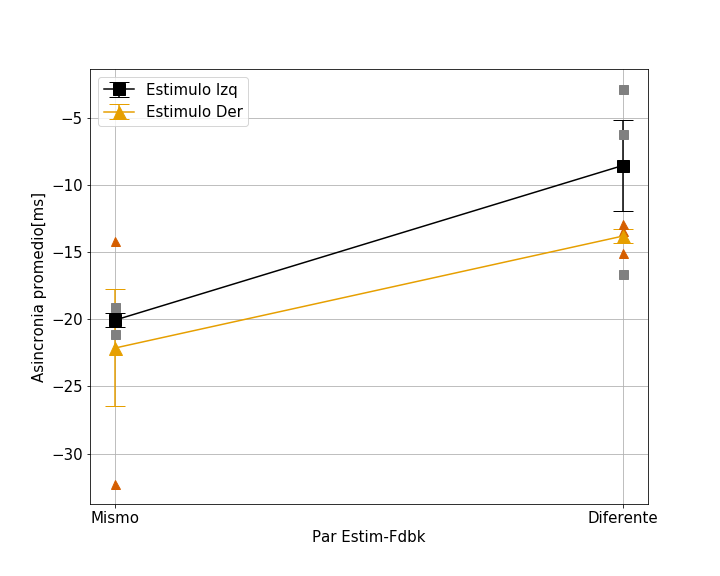 Estimulo Izq
Estimulo Der
Asincronia promedio[ms]
−5
−10
−15
−20
−25
−30
Mismo
Diferente
Par Estim-Fdbk